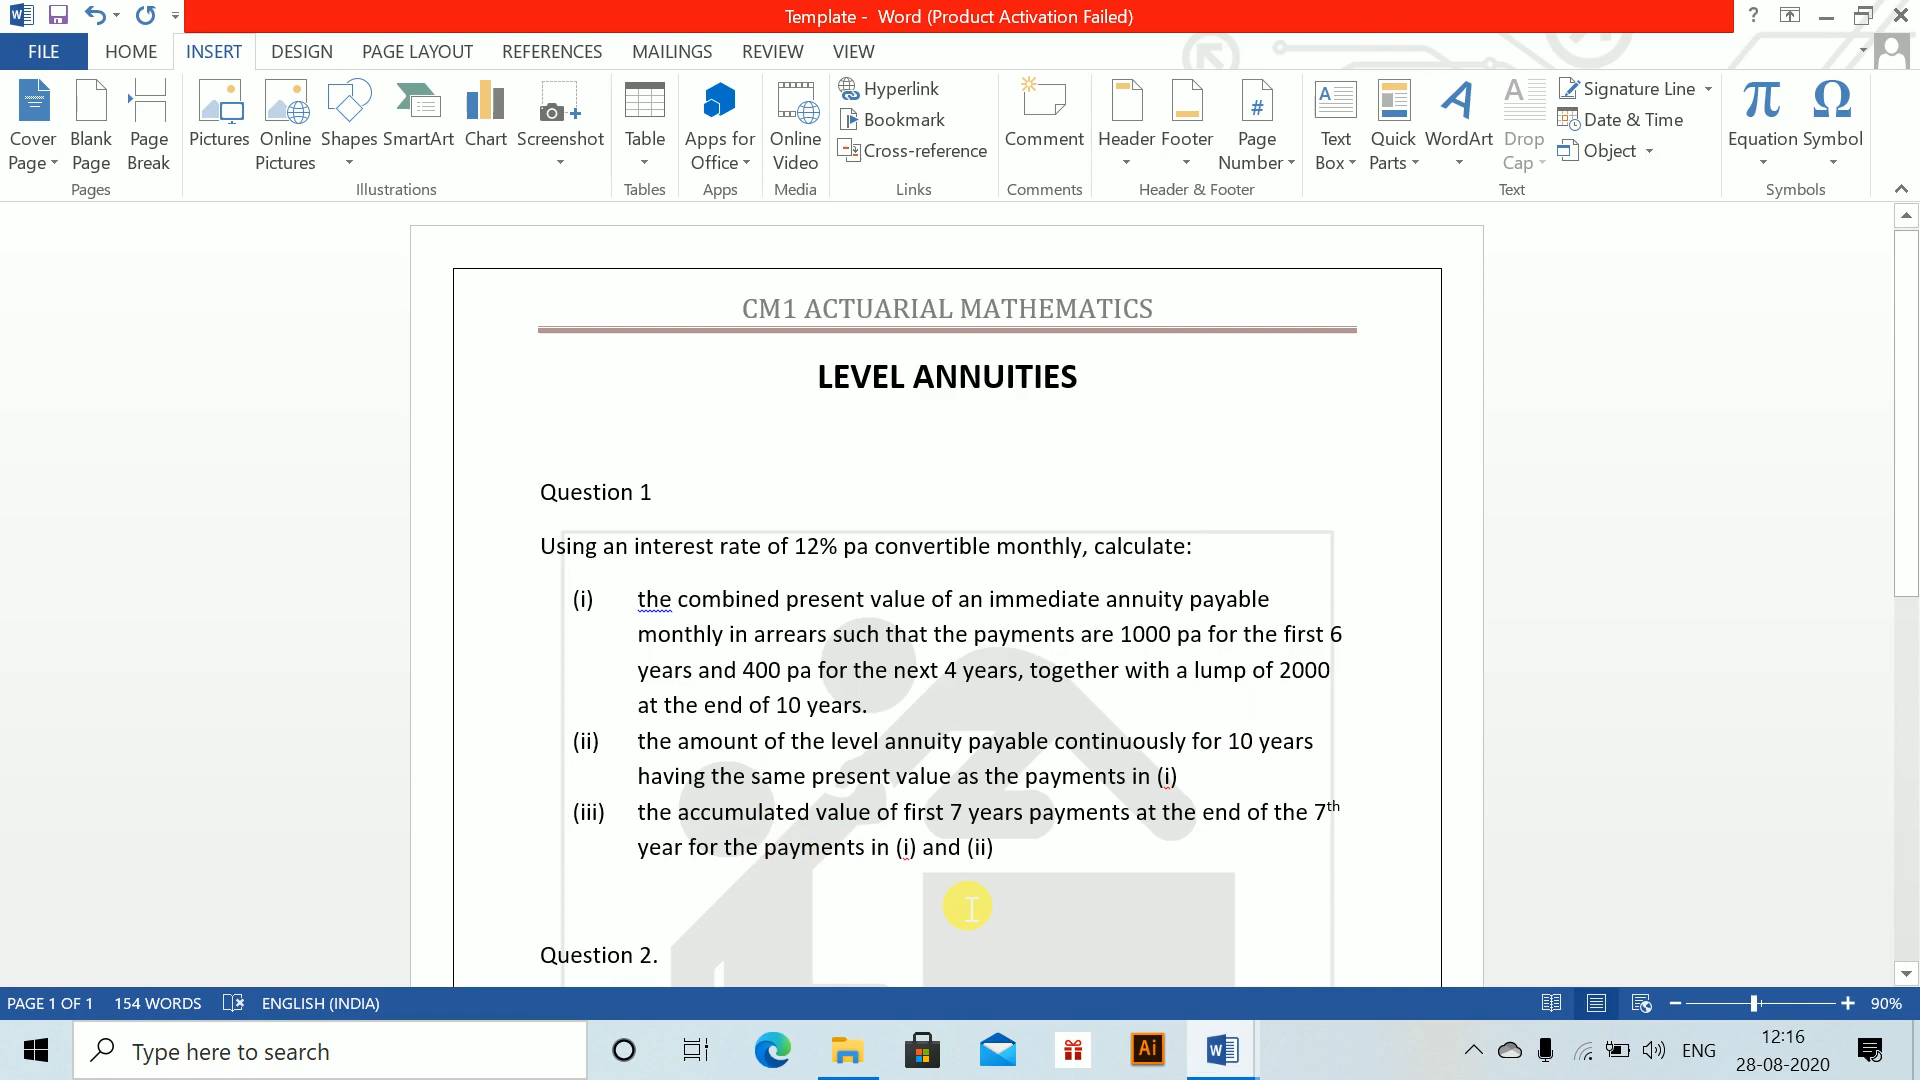 Template - Word (Product Activation Failed)
FILE HOME INSERT DESIGN PAGE LAYOUT REFERENCES MAILINGS REVIEW VIEW
Cover Page
Blank Page
Page Break
Pages
Pictures
Online Pictures
Shapes
SmartArt
Chart
Screenshot
Illustrations
Table
Tables
Apps for Office
Apps
Online Video
Media
Hyperlink
Bookmark
Cross-reference
Links
Comment
Comments
Header
Footer
Page Number
Header & Footer
Text Box
Quick Parts
WordArt
Drop Cap
Signature Line
Date & Time
Object
Text
Equation
Symbol
Symbols
CM1 ACTUARIAL MATHEMATICS
LEVEL ANNUITIES
Question 1
Using an interest rate of 12% pa convertible monthly, calculate:
(i) the combined present value of an immediate annuity payable
monthly in arrears such that the payments are 1000 pa for the first 6
years and 400 pa for the next 4 years, together with a lump of 2000
at the end of 10 years.
(ii) the amount of the level annuity payable continuously for 10 years
having the same present value as the payments in (i)
(iii) the accumulated value of first 7 years payments at the end of the 7th
year for the payments in (i) and (ii)
Question 2.
PAGE 1 OF 1 154 WORDS ENGLISH (INDIA) 90%
Type here to search
Ai
ENG
12:16
28-08-2020